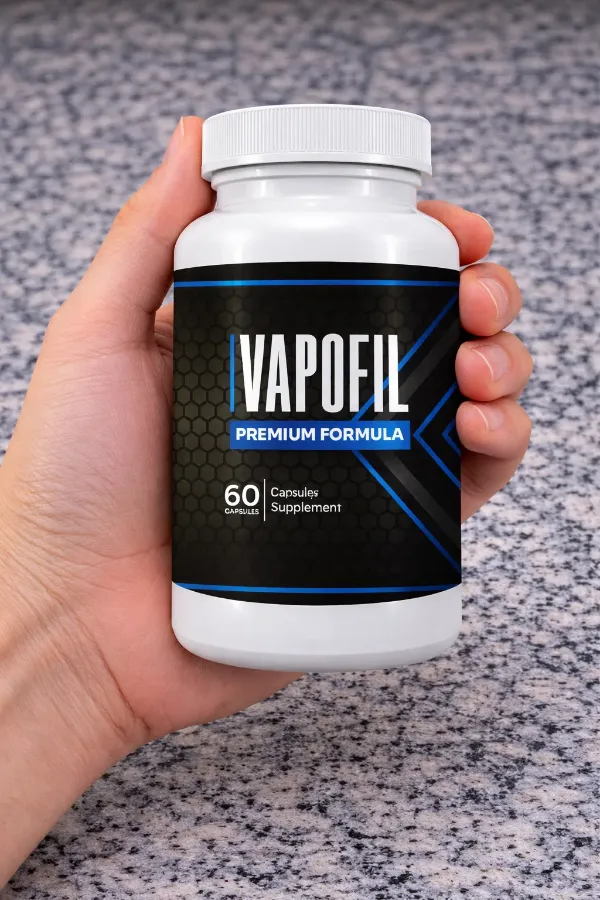 VAPOFIL
PREMIUM FORMULA
60
CAPSULES
Capsules
Supplement